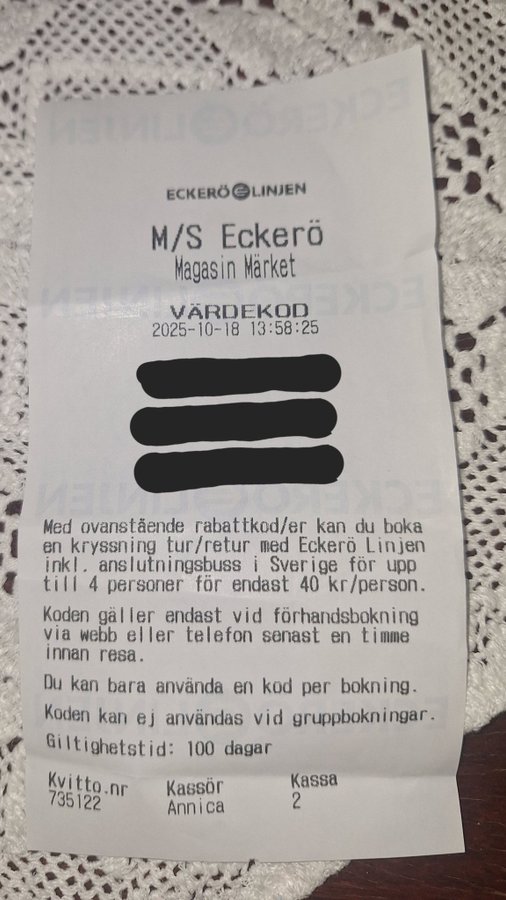 ECKERÖ LINJEN
M/S Eckerö
Magasin Märket
VÄRDEKOD
2025-10-18 13:58:25
Med ovanstående rabattkod/er kan du boka
en kryssning tur/retur med Eckerö Linjen
inkl. anslutningsbuss i Sverige för upp
till 4 personer för endast 40 kr/person.
Koden gäller endast vid förhandsbokning
via webb eller telefon senast en timme
innan resa.
Du kan bara använda en kod per bokning.
Koden kan ej användas vid gruppbokningar.
Giltighetstid: 100 dagar
Kvitto.nr Kassör Kassa
735122 Annica 2